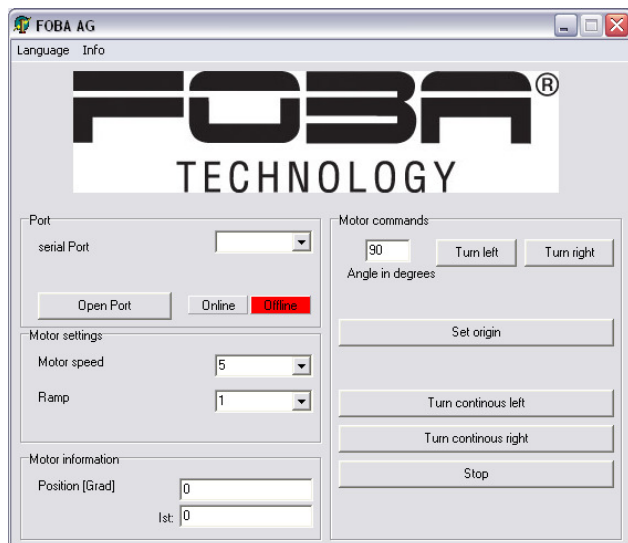 FOBA AG
Language Info
FOBA®
TECHNOLOGY
Port
serial Port
Open Port Online Offline
Motor settings
Motor speed 5
Ramp 1
Motor information
Position [Grad] 0
Ist: 0
Motor commands
90 Turn left Turn right
Angle in degrees
Set origin
Turn continous left
Turn continous right
Stop